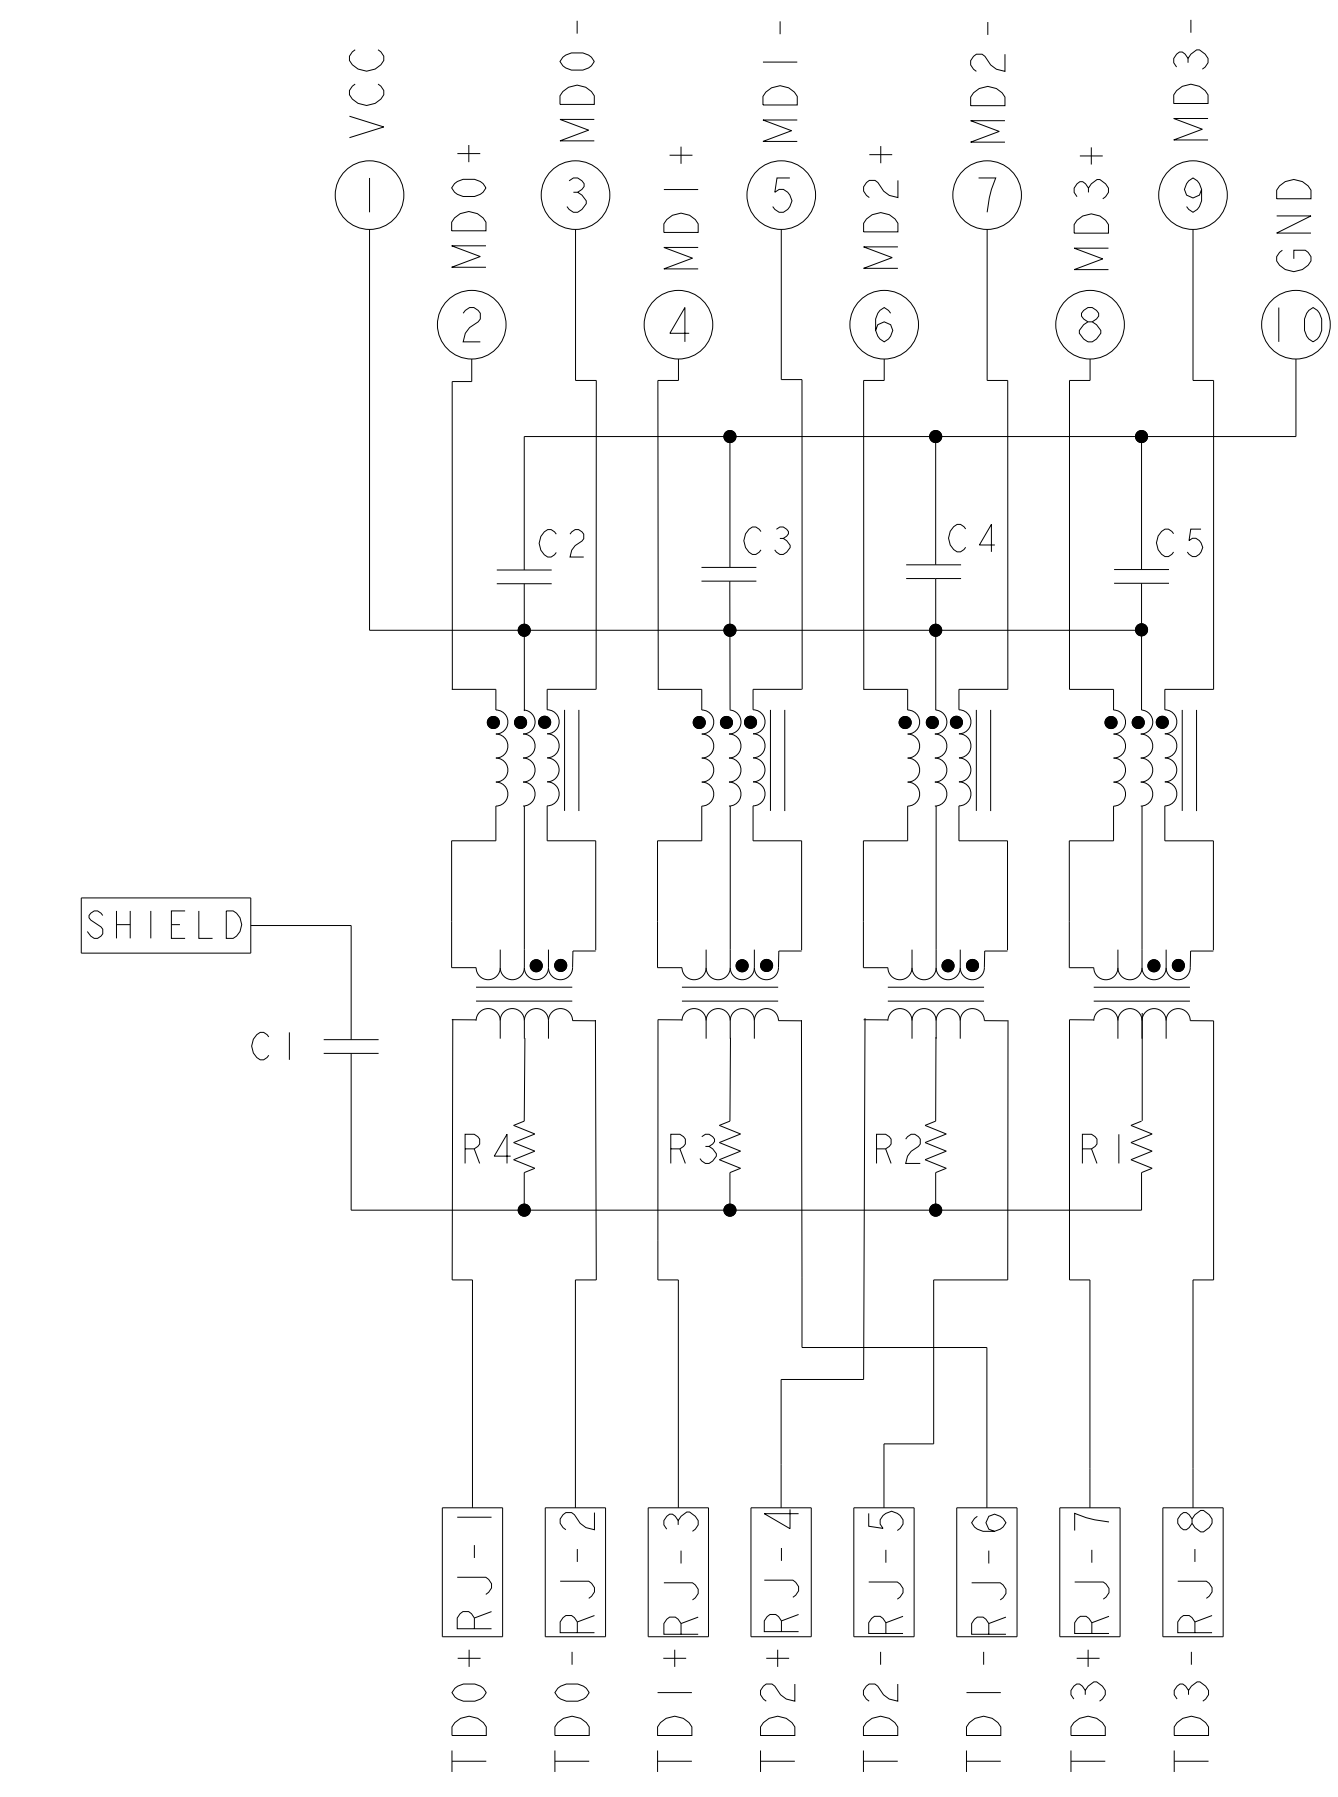 VCC
MD0-
MD1-
MD2-
MD3-
MD0+
MD1+
MD2+
MD3+
GND
1
3
5
7
9
2
4
6
8
10
C2
C3
C4
C5
SHIELD
C1
R4
R3
R2
R1
RJ-1
RJ-2
RJ-3
RJ-4
RJ-5
RJ-6
RJ-7
RJ-8
TD0+
TD0-
TD1+
TD2+
TD2-
TD1-
TD3+
TD3-